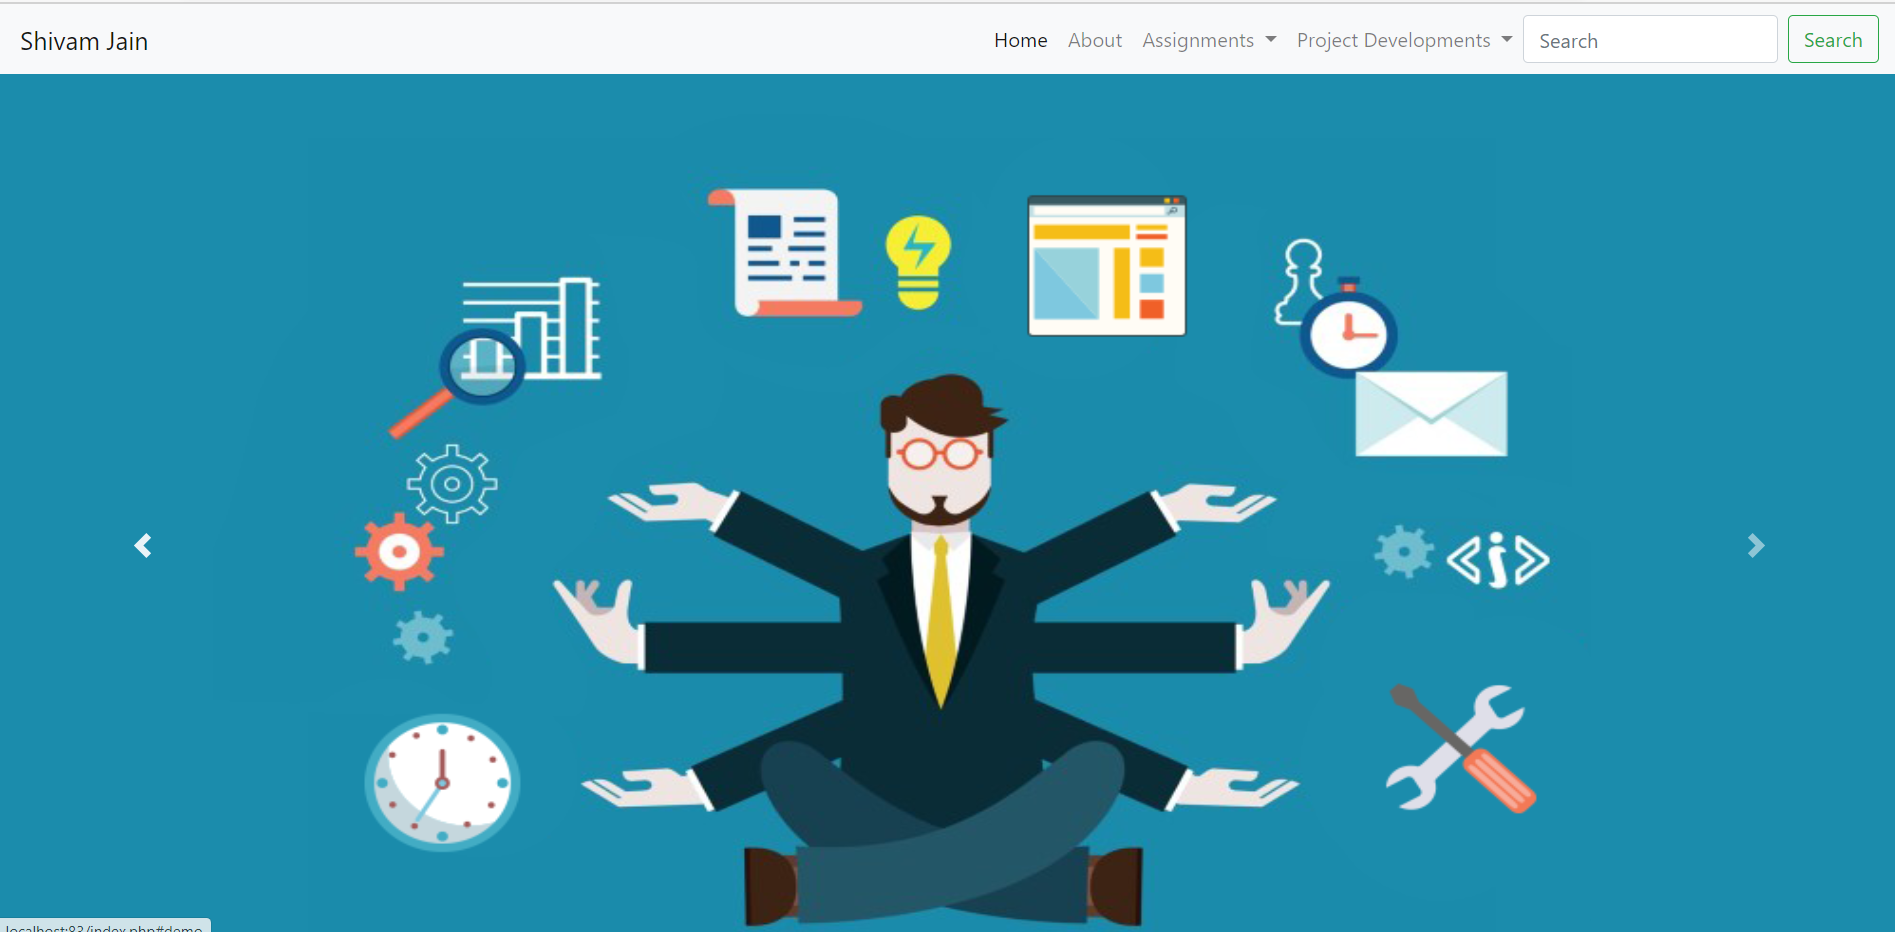 Shivam Jain
Home About Assignments Project Developments Search Search
<i>
localhost:83/index.php#demo